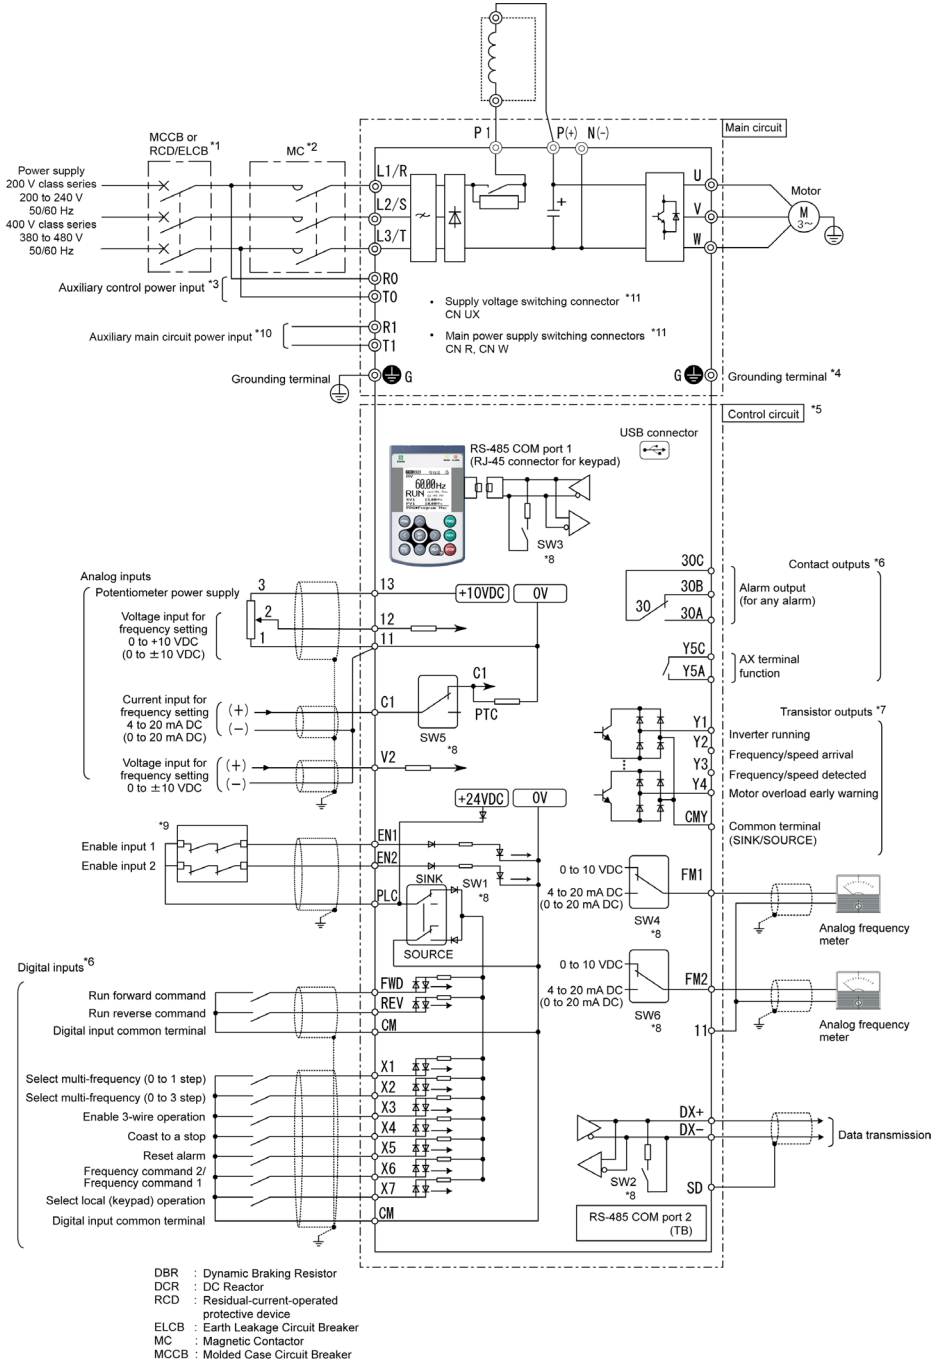 P1
P(+)
N(-)
Main circuit
MCCB or
RCD/ELCB *1
MC *2
Power supply
200 V class series
200 to 240 V
50/60 Hz
400 V class series
380 to 480 V
50/60 Hz
L1/R
L2/S
L3/T
U
V
W
Motor
M
3~
+
Auxiliary control power input *3
R0
T0
Auxiliary main circuit power input *10
R1
T1
• Supply voltage switching connector *11
CN UX
• Main power supply switching connectors *11
CN R, CN W
Grounding terminal
G
G
Grounding terminal *4
Control circuit *5
USB connector
RS-485 COM port 1
(RJ-45 connector for keypad)
60.00Hz
RUN
SW3
*8
Contact outputs *6
30C
30B
30A
30
Alarm output
(for any alarm)
Y5C
Y5A
AX terminal
function
Analog inputs
Potentiometer power supply
3
2
1
13
12
11
+10VDC
0V
Voltage input for
frequency setting
0 to +10 VDC
(0 to ±10 VDC)
Current input for
frequency setting
4 to 20 mA DC
(0 to 20 mA DC)
(+)
(−)
C1
C1
PTC
SW5
*8
Voltage input for
frequency setting
0 to ±10 VDC
(+)
(−)
V2
Transistor outputs *7
Y1
Inverter running
Y2
Frequency/speed arrival
Y3
Frequency/speed detected
Y4
Motor overload early warning
CMY
Common terminal
(SINK/SOURCE)
+24VDC
0V
*9
Enable input 1
Enable input 2
EN1
EN2
PLC
SINK
SW1
*8
SOURCE
0 to 10 VDC
4 to 20 mA DC
(0 to 20 mA DC)
SW4
*8
FM1
Analog frequency
meter
0 to 10 VDC
4 to 20 mA DC
(0 to 20 mA DC)
SW6
*8
FM2
11
Analog frequency
meter
Digital inputs *6
Run forward command
Run reverse command
Digital input common terminal
FWD
REV
CM
Select multi-frequency (0 to 1 step)
Select multi-frequency (0 to 3 step)
Enable 3-wire operation
Coast to a stop
Reset alarm
Frequency command 2/
Frequency command 1
Select local (keypad) operation
Digital input common terminal
X1
X2
X3
X4
X5
X6
X7
CM
DX+
DX−
SD
Data transmission
SW2
*8
RS-485 COM port 2
(TB)
DBR : Dynamic Braking Resistor
DCR : DC Reactor
RCD : Residual-current-operated
protective device
ELCB : Earth Leakage Circuit Breaker
MC : Magnetic Contactor
MCCB : Molded Case Circuit Breaker